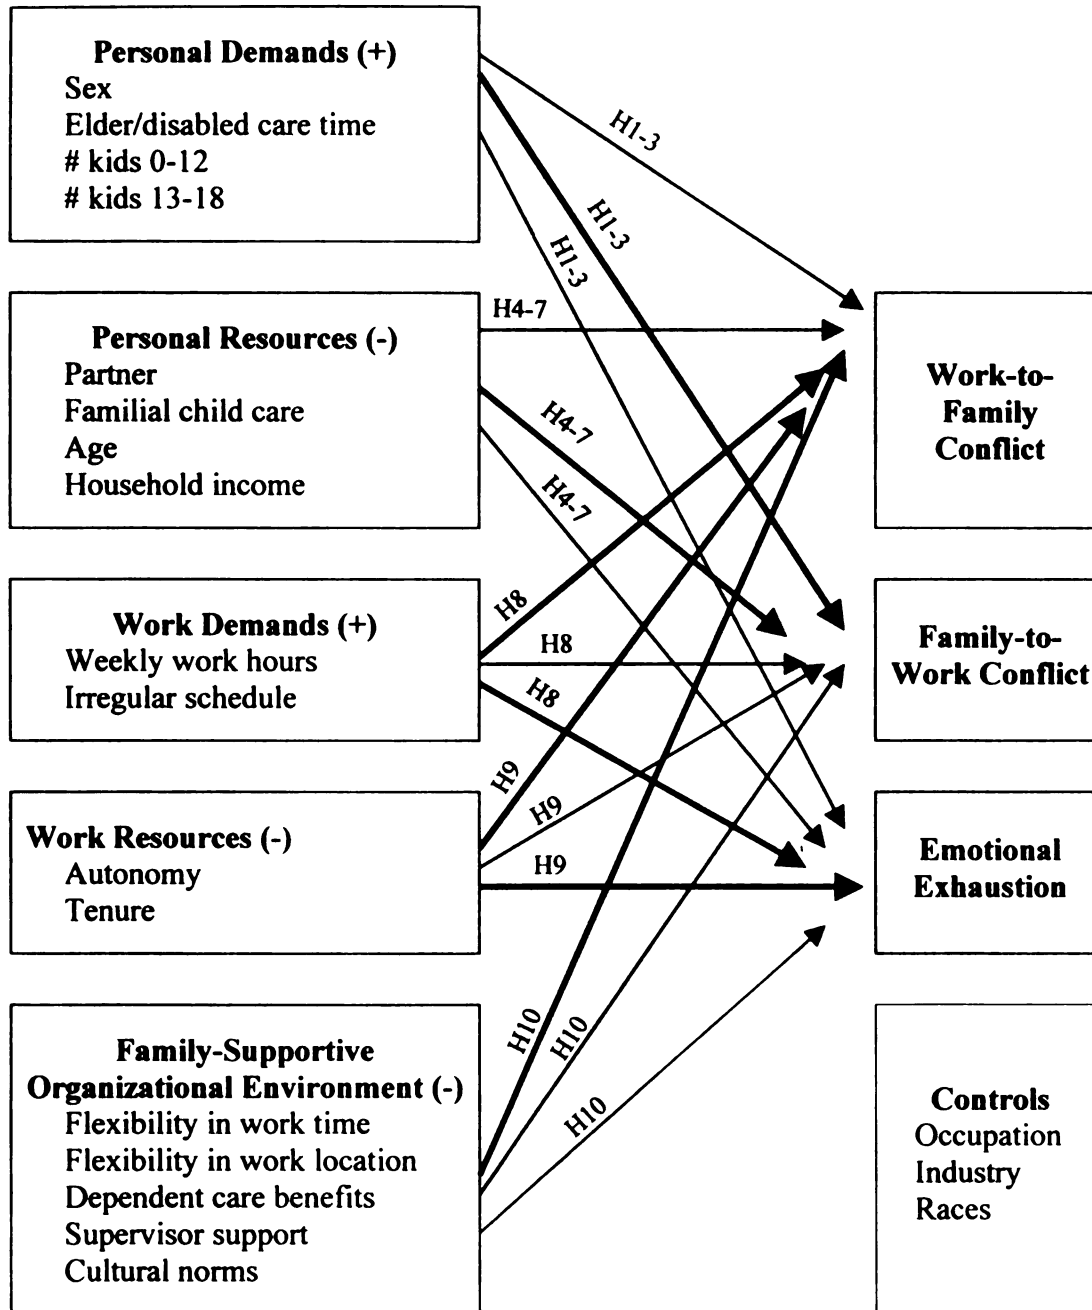 Personal Demands (+)
Sex
Elder/disabled care time
# kids 0-12
# kids 13-18
H1-3
H1-3
H1-3
Personal Resources (-)
Partner
Familial child care
Age
Household income
H4-7
H4-7
H4-7
Work Demands (+)
Weekly work hours
Irregular schedule
H8
H8
H8
Work Resources (-)
Autonomy
Tenure
H9
H9
H9
Family-Supportive
Organizational Environment (-)
Flexibility in work time
Flexibility in work location
Dependent care benefits
Supervisor support
Cultural norms
H10
H10
H10
Work-to-
Family
Conflict
Family-to-
Work Conflict
Emotional
Exhaustion
Controls
Occupation
Industry
Races